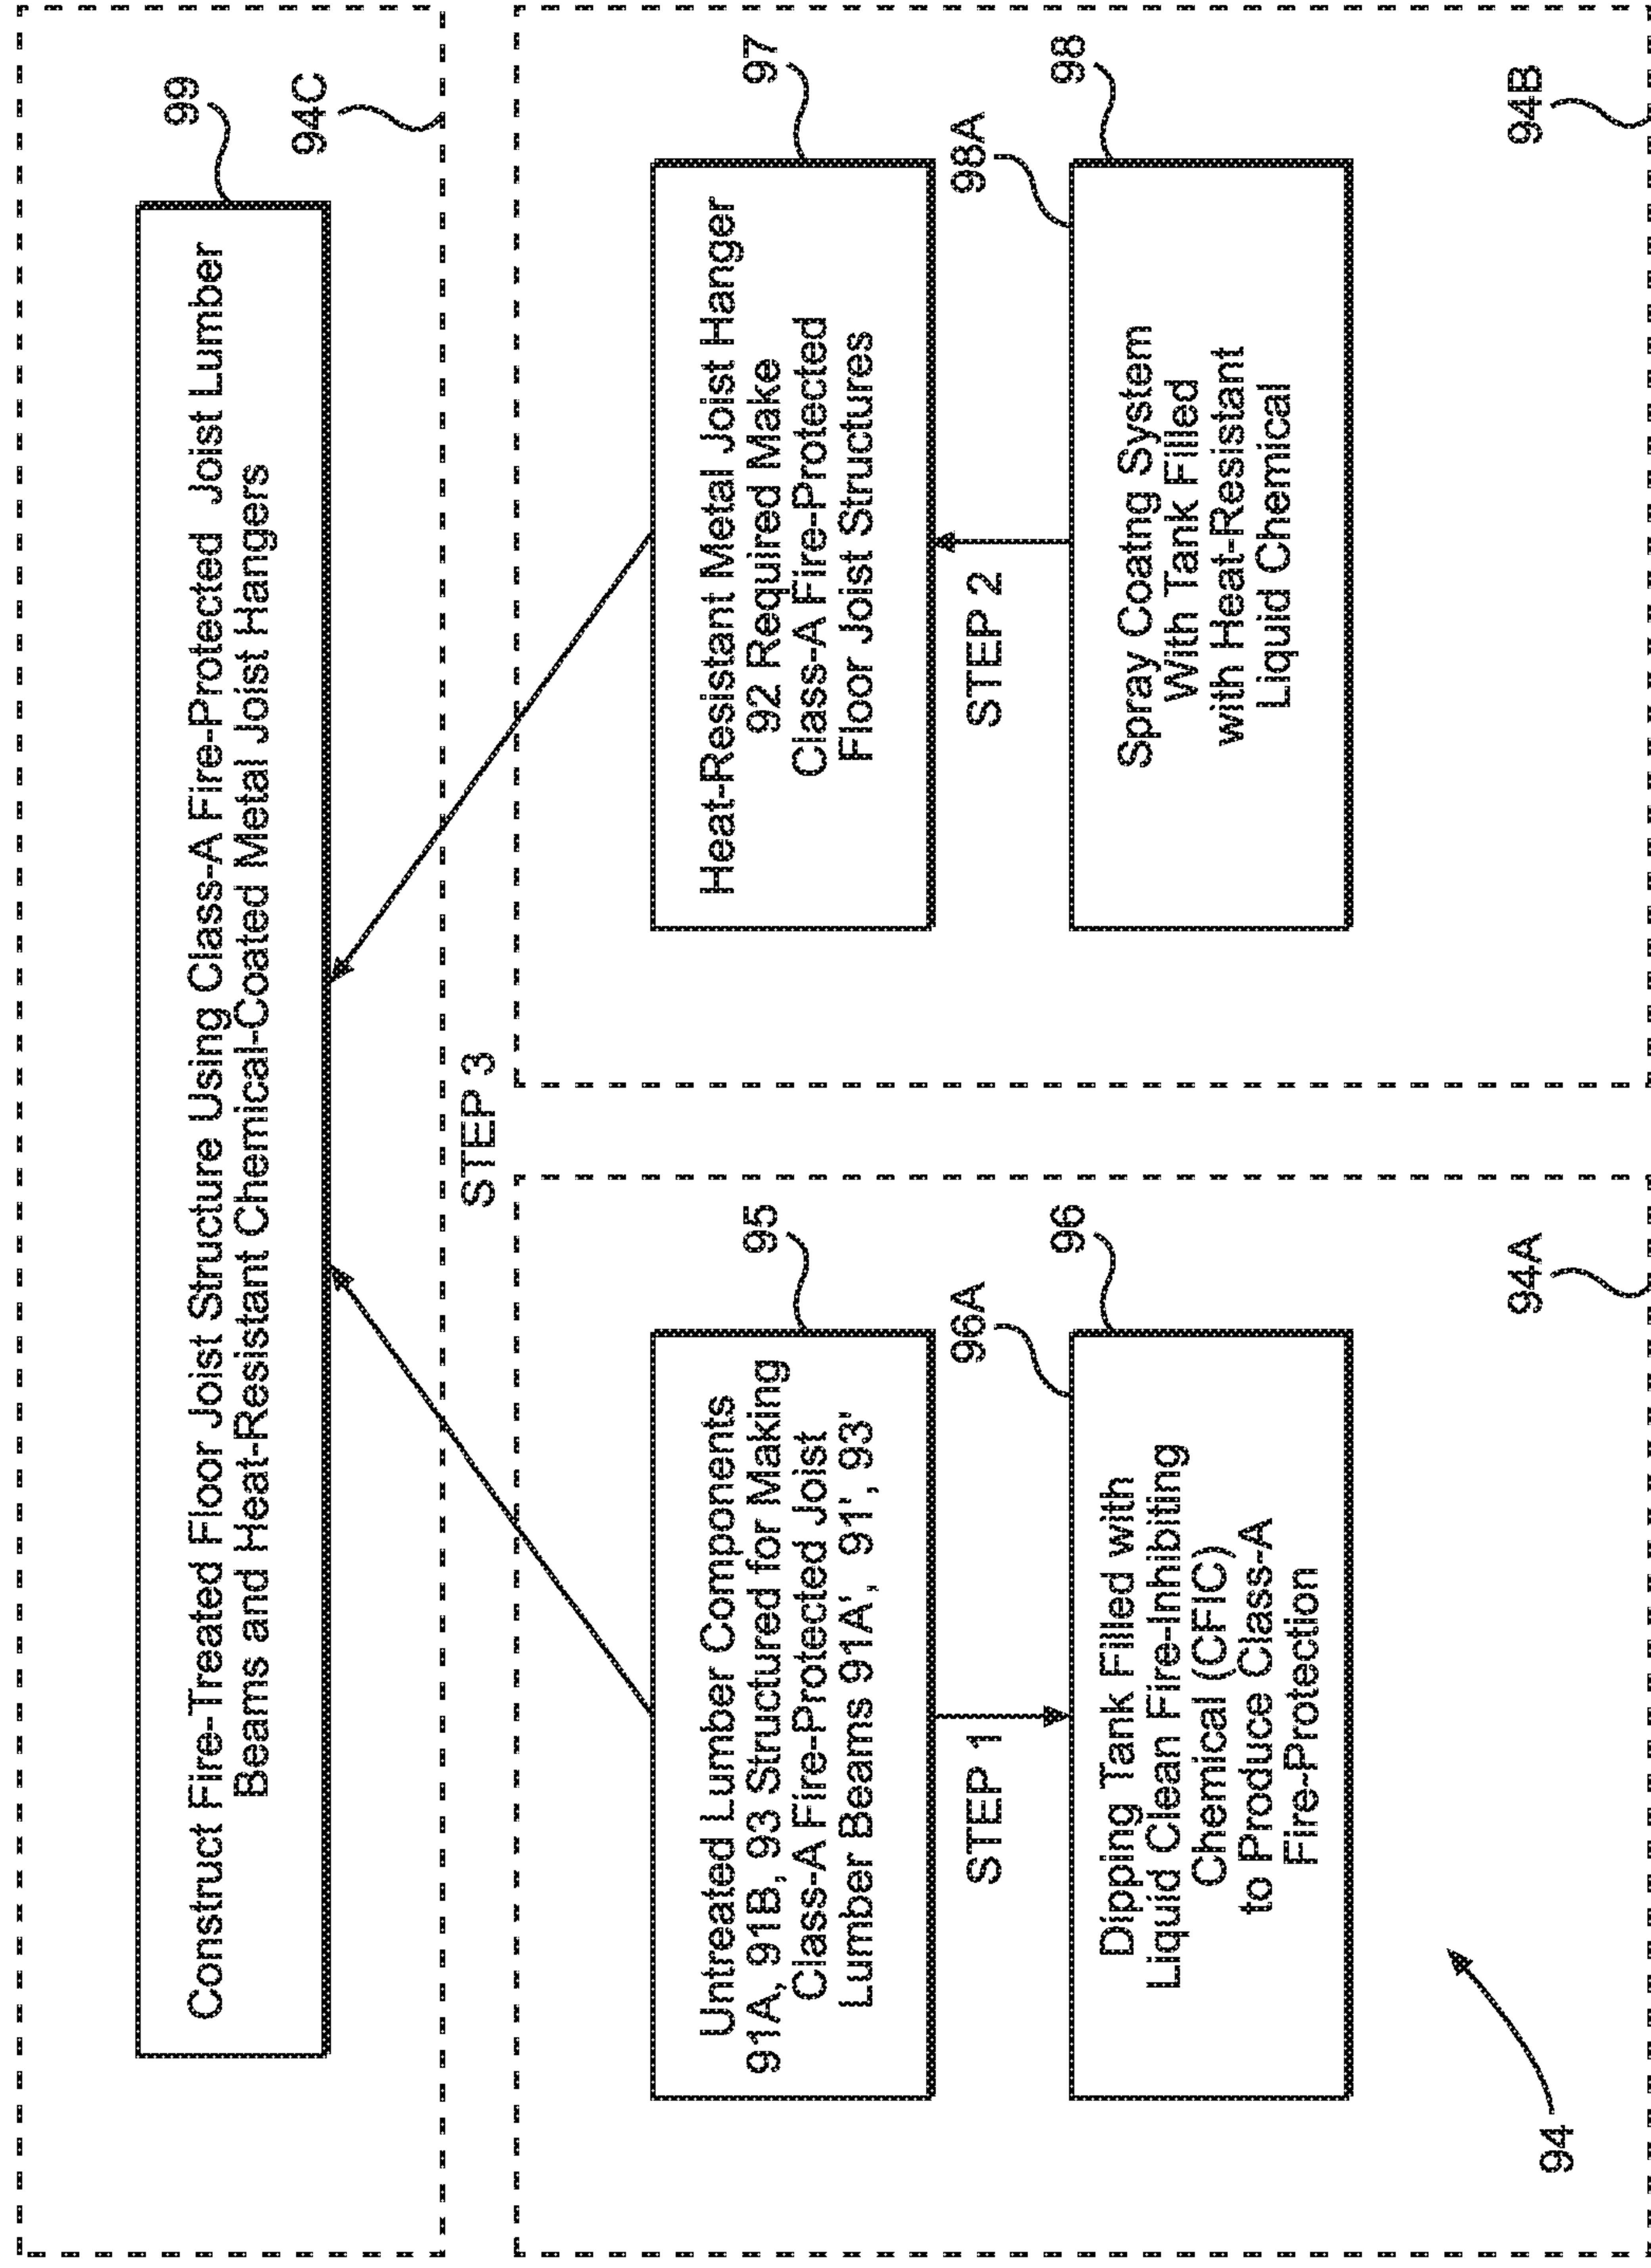 Construct Fire-Treated Floor Joist Structure Using Class-A Fire-Protected Joist Lumber
Beams and Heat-Resistant Chemical-Coated Metal Joist Hangers
99
94C
STEP 3
Untreated Lumber Components
91A, 91B, 93 Structured for Making
Class-A Fire-Protected Joist
Lumber Beams 91A', 91', 93'
95
STEP 1
96A
Dipping Tank Filled with
Liquid Clean Fire-Inhibiting
Chemical (CFIC)
to Produce Class-A
Fire-Protection
96
94A
94
Heat-Resistant Metal Joist Hanger
92 Required Make
Class-A Fire-Protected
Floor Joist Structures
97
STEP 2
98A
Spray Coatng System
With Tank Filled
with Heat-Resistant
Liquid Chemical
98
94B